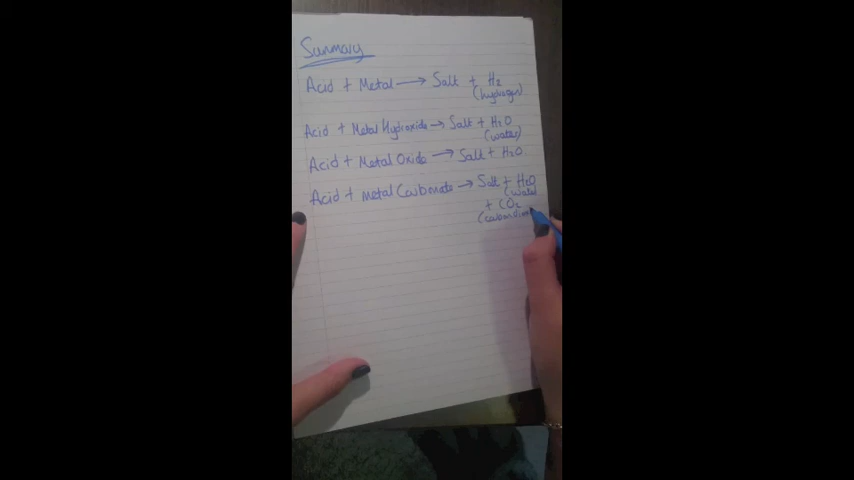 Summary
Acid + Metal → Salt + H₂
(hydrogen)
Acid + Metal Hydroxide → Salt + H₂O
(water)
Acid + Metal Oxide → Salt + H₂O
Acid + metal Carbonate → Salt + H₂O
(water
+ CO₂